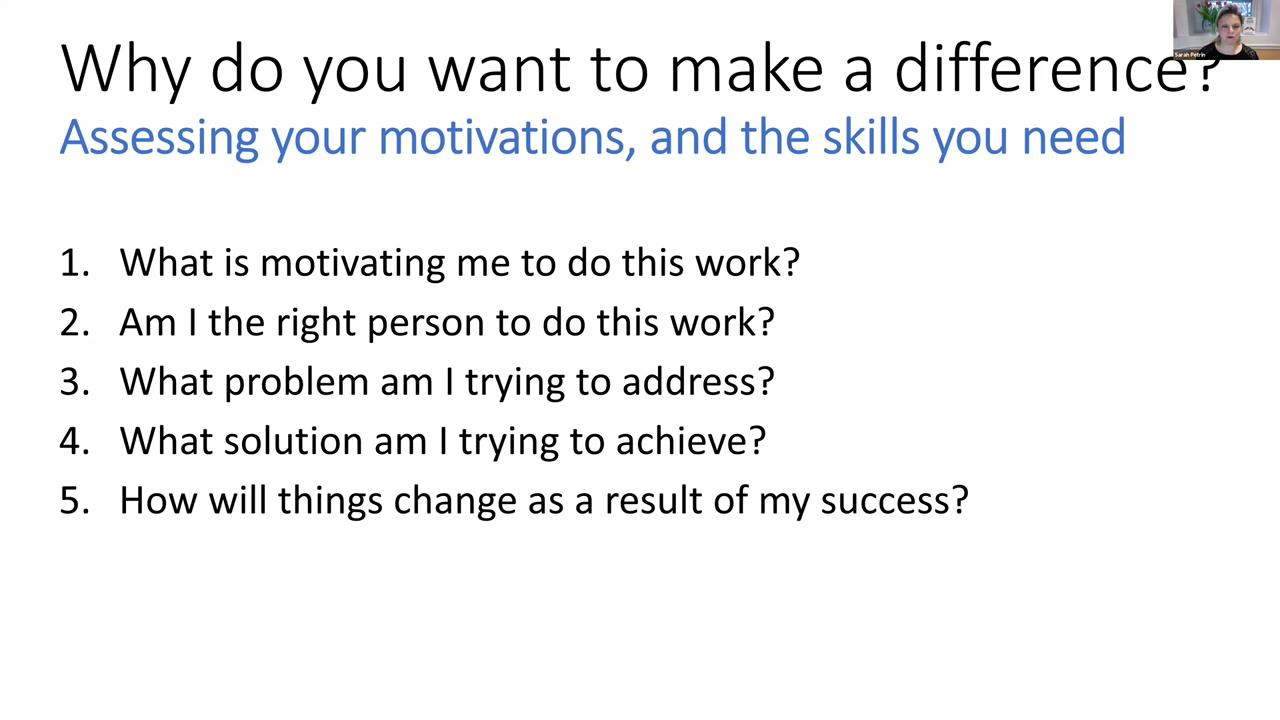 Why do you want to make a difference?
Assessing your motivations, and the skills you need
1. What is motivating me to do this work?
2. Am I the right person to do this work?
3. What problem am I trying to address?
4. What solution am I trying to achieve?
5. How will things change as a result of my success?
Sarah Petrin